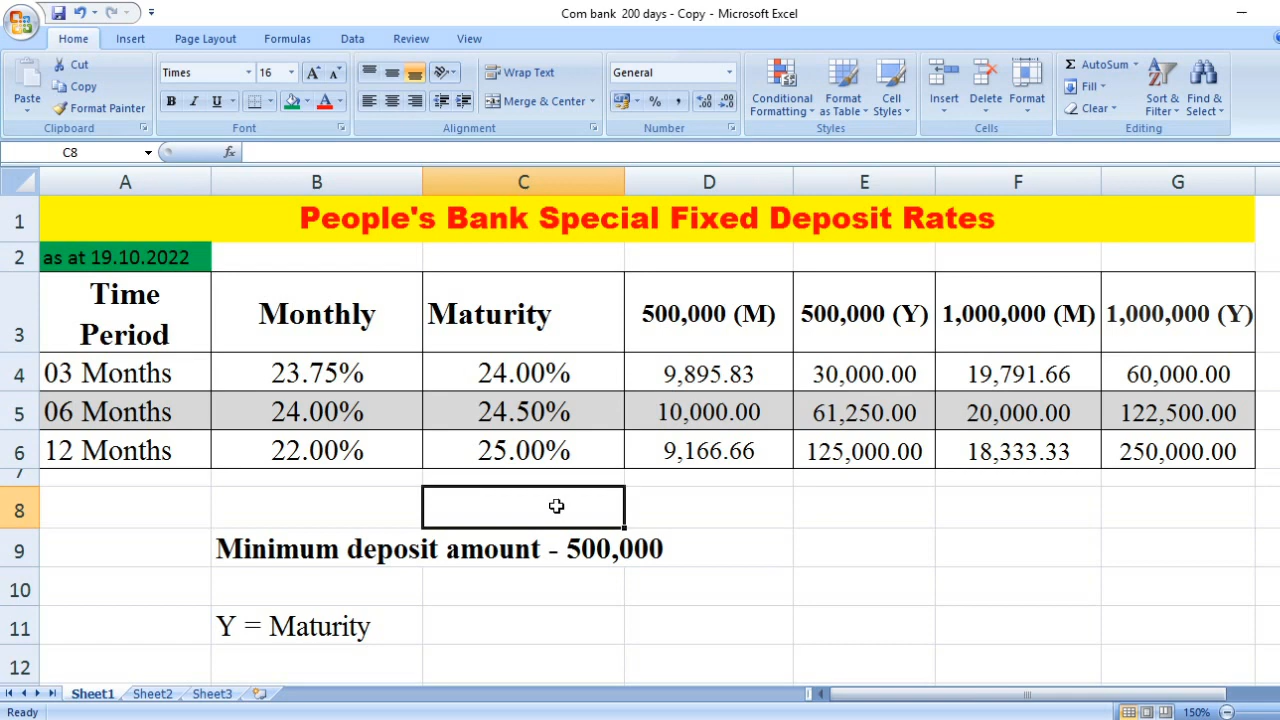 Com bank 200 days - Copy - Microsoft Excel
Home Insert Page Layout Formulas Data Review View
Paste Cut Copy Format Painter Clipboard
Times 16 A A B I U A Font
Wrap Text Merge & Center Alignment
General % , Number
Conditional Formatting Format as Table Cell Styles Styles
Insert Delete Format Cells
Σ AutoSum Fill Clear Sort & Filter Find & Select Editing
C8 fx
A B C D E F G
1 People's Bank Special Fixed Deposit Rates
2 as at 19.10.2022
3 Time Period Monthly Maturity 500,000 (M) 500,000 (Y) 1,000,000 (M) 1,000,000 (Y)
4 03 Months 23.75% 24.00% 9,895.83 30,000.00 19,791.66 60,000.00
5 06 Months 24.00% 24.50% 10,000.00 61,250.00 20,000.00 122,500.00
6 12 Months 22.00% 25.00% 9,166.66 125,000.00 18,333.33 250,000.00
7
8
9 Minimum deposit amount - 500,000
10
11 Y = Maturity
12
Sheet1 Sheet2 Sheet3
Ready 150%